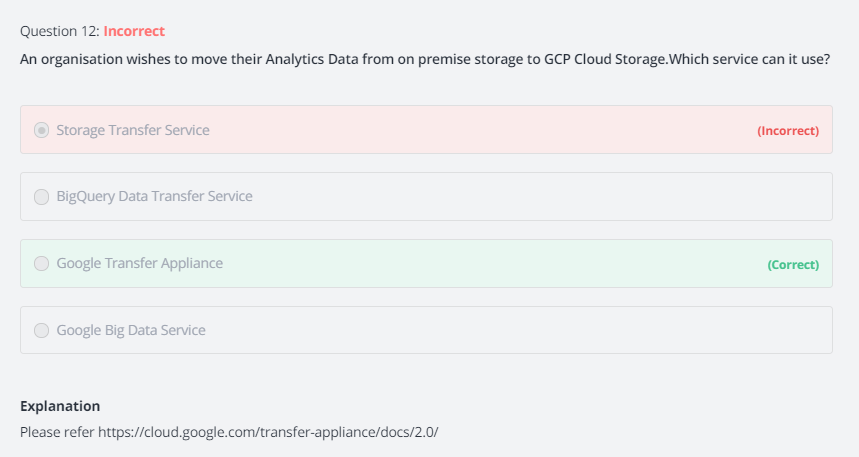 Question 12: Incorrect
An organisation wishes to move their Analytics Data from on premise storage to GCP Cloud Storage.Which service can it use?
Storage Transfer Service (Incorrect)
BigQuery Data Transfer Service
Google Transfer Appliance (Correct)
Google Big Data Service
Explanation
Please refer https://cloud.google.com/transfer-appliance/docs/2.0/